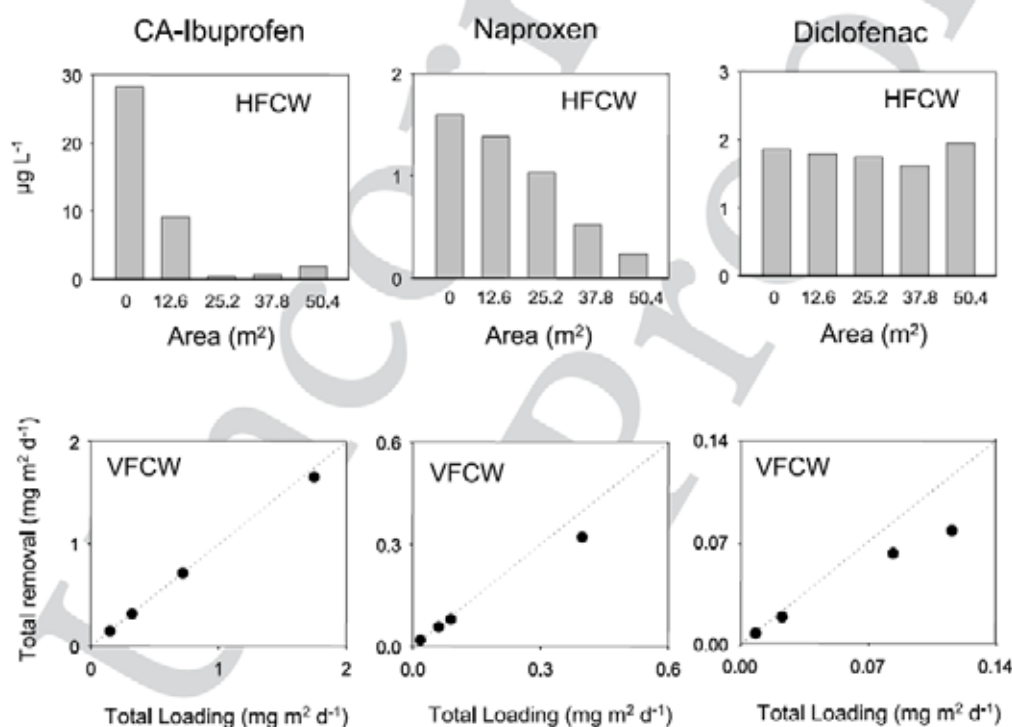 CA-Ibuprofen
Naproxen
Diclofenac
30
20
10
0
µg L-1
HFCW
0 12.6 25.2 37.8 50.4
Area (m²)
2
1
0
HFCW
0 12.6 25.2 37.8 50.4
Area (m²)
3
2
1
0
HFCW
0 12.6 25.2 37.8 50.4
Area (m²)
Total removal (mg m² d-1)
2
1
0
VFCW
0 1 2
Total Loading (mg m² d-1)
0.6
0.3
0.0
VFCW
0.0 0.3 0.6
Total Loading (mg m² d-1)
0.14
0.07
0.00
VFCW
0.00 0.07 0.14
Total Loading (mg m² d-1)